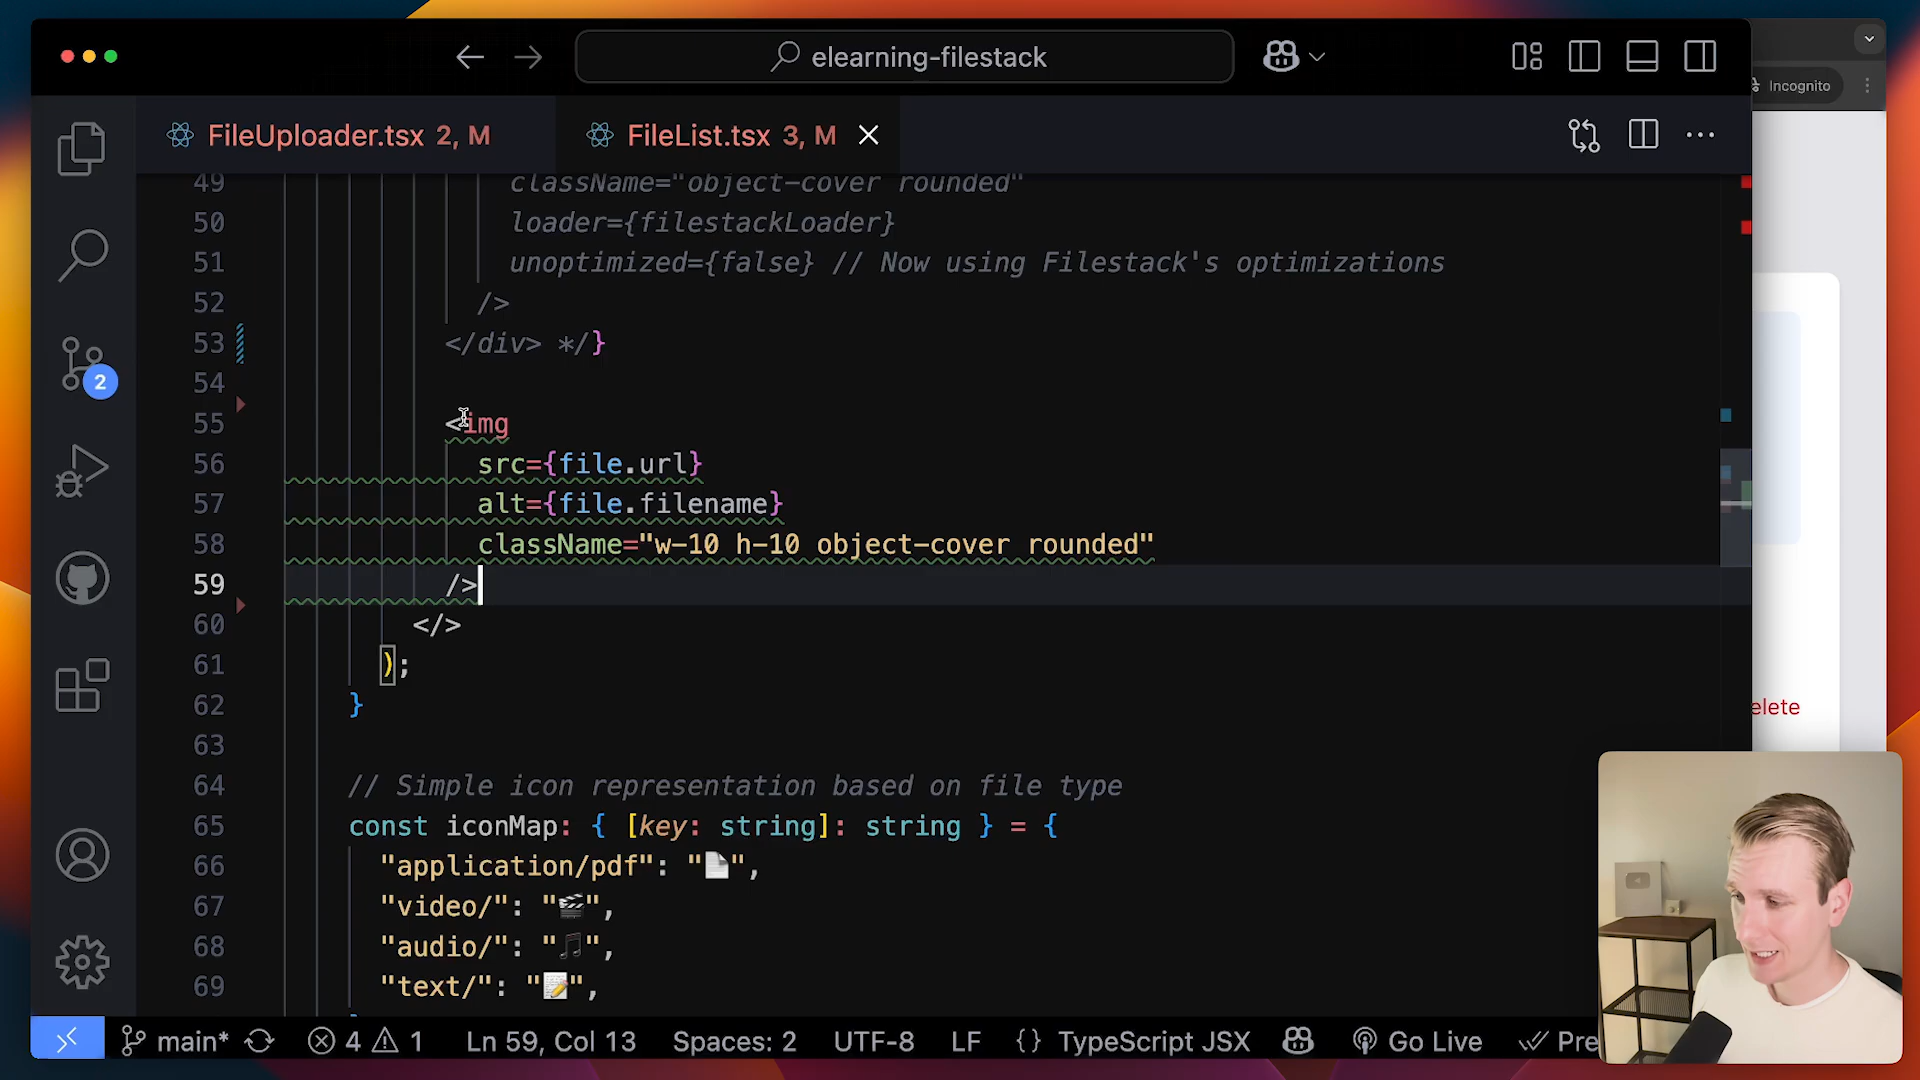 elearning-filestack
Incognito
FileUploader.tsx 2, M
FileList.tsx 3, M
49 className="object-cover rounded"
50 loader={filestackLoader}
51 unoptimized={false} // Now using Filestack's optimizations
52 />
53 </div> */}
54
55 <img
56 src={file.url}
57 alt={file.filename}
58 className="w-10 h-10 object-cover rounded"
59 />
60 </>
61 );
62 }
63
64 // Simple icon representation based on file type
65 const iconMap: { [key: string]: string } = {
66 "application/pdf": "📄",
67 "video/": "🎬",
68 "audio/": "🎵",
69 "text/": "📝",
2
elete
main* 4 1 Ln 59, Col 13 Spaces: 2 UTF-8 LF {} TypeScript JSX Go Live Pre